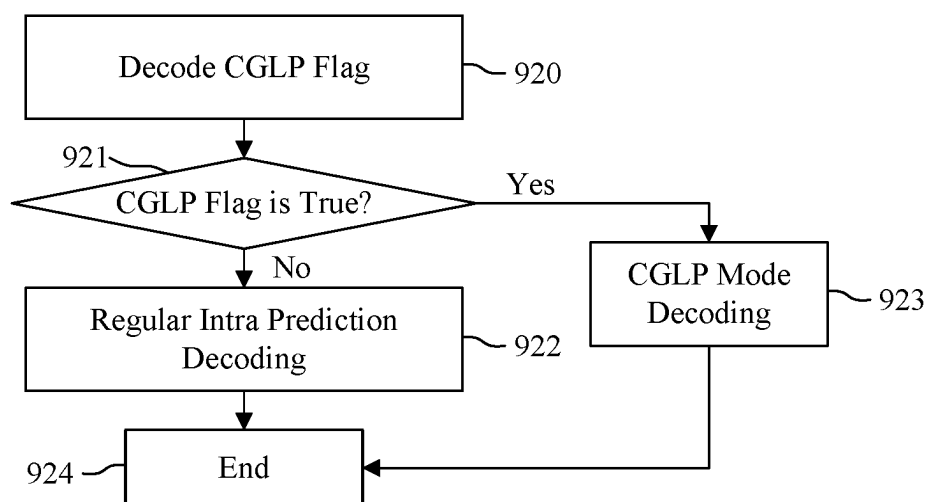 Decode CGLP Flag
920
921
CGLP Flag is True?
Yes
No
CGLP Mode
Decoding
923
Regular Intra Prediction
Decoding
922
End
924